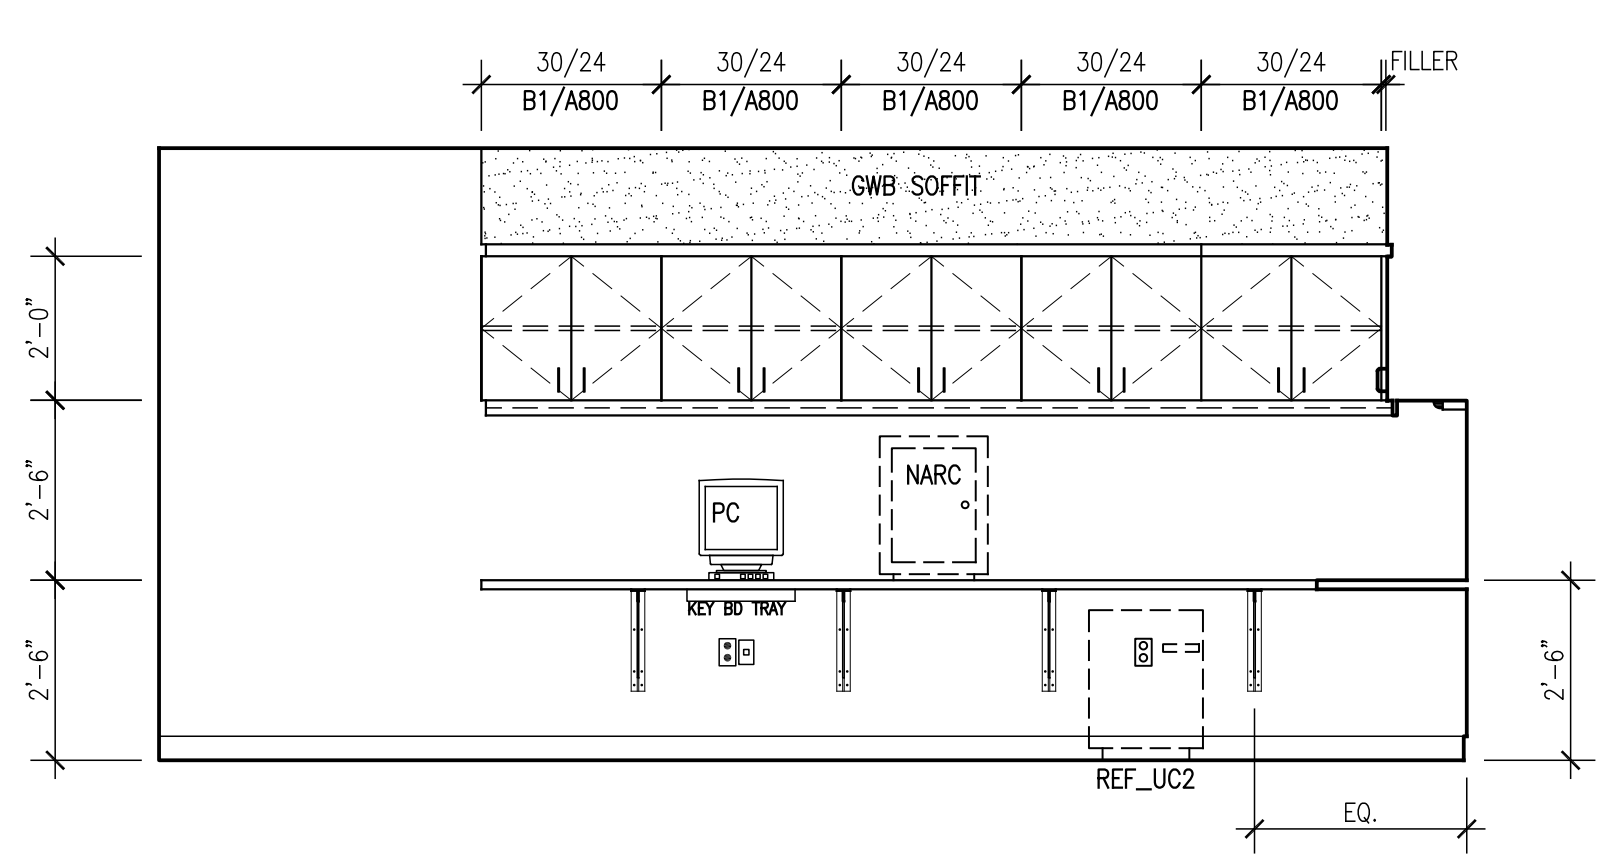 30/24 30/24 30/24 30/24 30/24 FILLER
B1/A800 B1/A800 B1/A800 B1/A800 B1/A800
GWB SOFFIT
2'-0"
2'-6"
NARC
PC
KEY BD TRAY
2'-6"
2'-6"
REF_UC2
EQ.